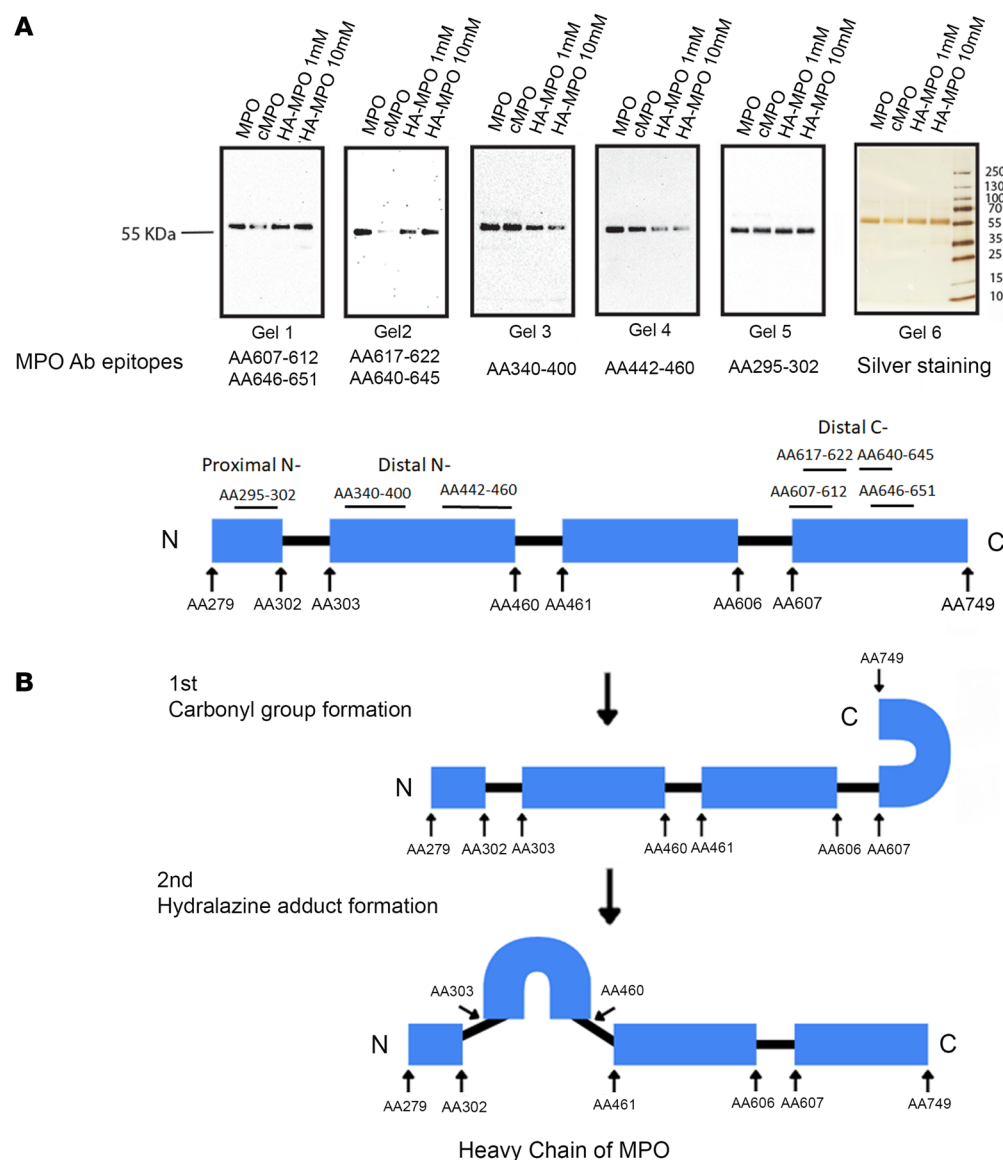 A
MPO
cMPO
HA-MPO 1mM
HA-MPO 10mM
MPO
cMPO
HA-MPO 1mM
HA-MPO 10mM
MPO
cMPO
HA-MPO 1mM
HA-MPO 10mM
MPO
cMPO
HA-MPO 1mM
HA-MPO 10mM
MPO
cMPO
HA-MPO 1mM
HA-MPO 10mM
MPO
cMPO
HA-MPO 1mM
HA-MPO 10mM
55 KDa
250
130
100
70
55
35
25
15
10
Gel 1 Gel2 Gel 3 Gel 4 Gel 5 Gel 6
MPO Ab epitopes
AA607-612
AA646-651
AA617-622
AA640-645
AA340-400
AA442-460
AA295-302
Silver staining
Distal C-
AA617-622 AA640-645
Proximal N- Distal N-
AA295-302 AA340-400 AA442-460 AA607-612 AA646-651
N C
AA279 AA302 AA303 AA460 AA461 AA606 AA607 AA749
B
1st
Carbonyl group formation
AA749
C
N
AA279 AA302 AA303 AA460 AA461 AA606 AA607
2nd
Hydralazine adduct formation
AA303 AA460
N C
AA279 AA302 AA461 AA606 AA607 AA749
Heavy Chain of MPO